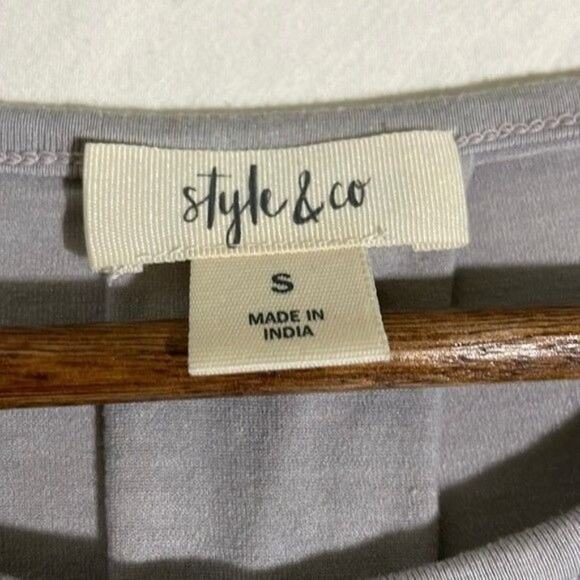 style & co
S
MADE IN
INDIA